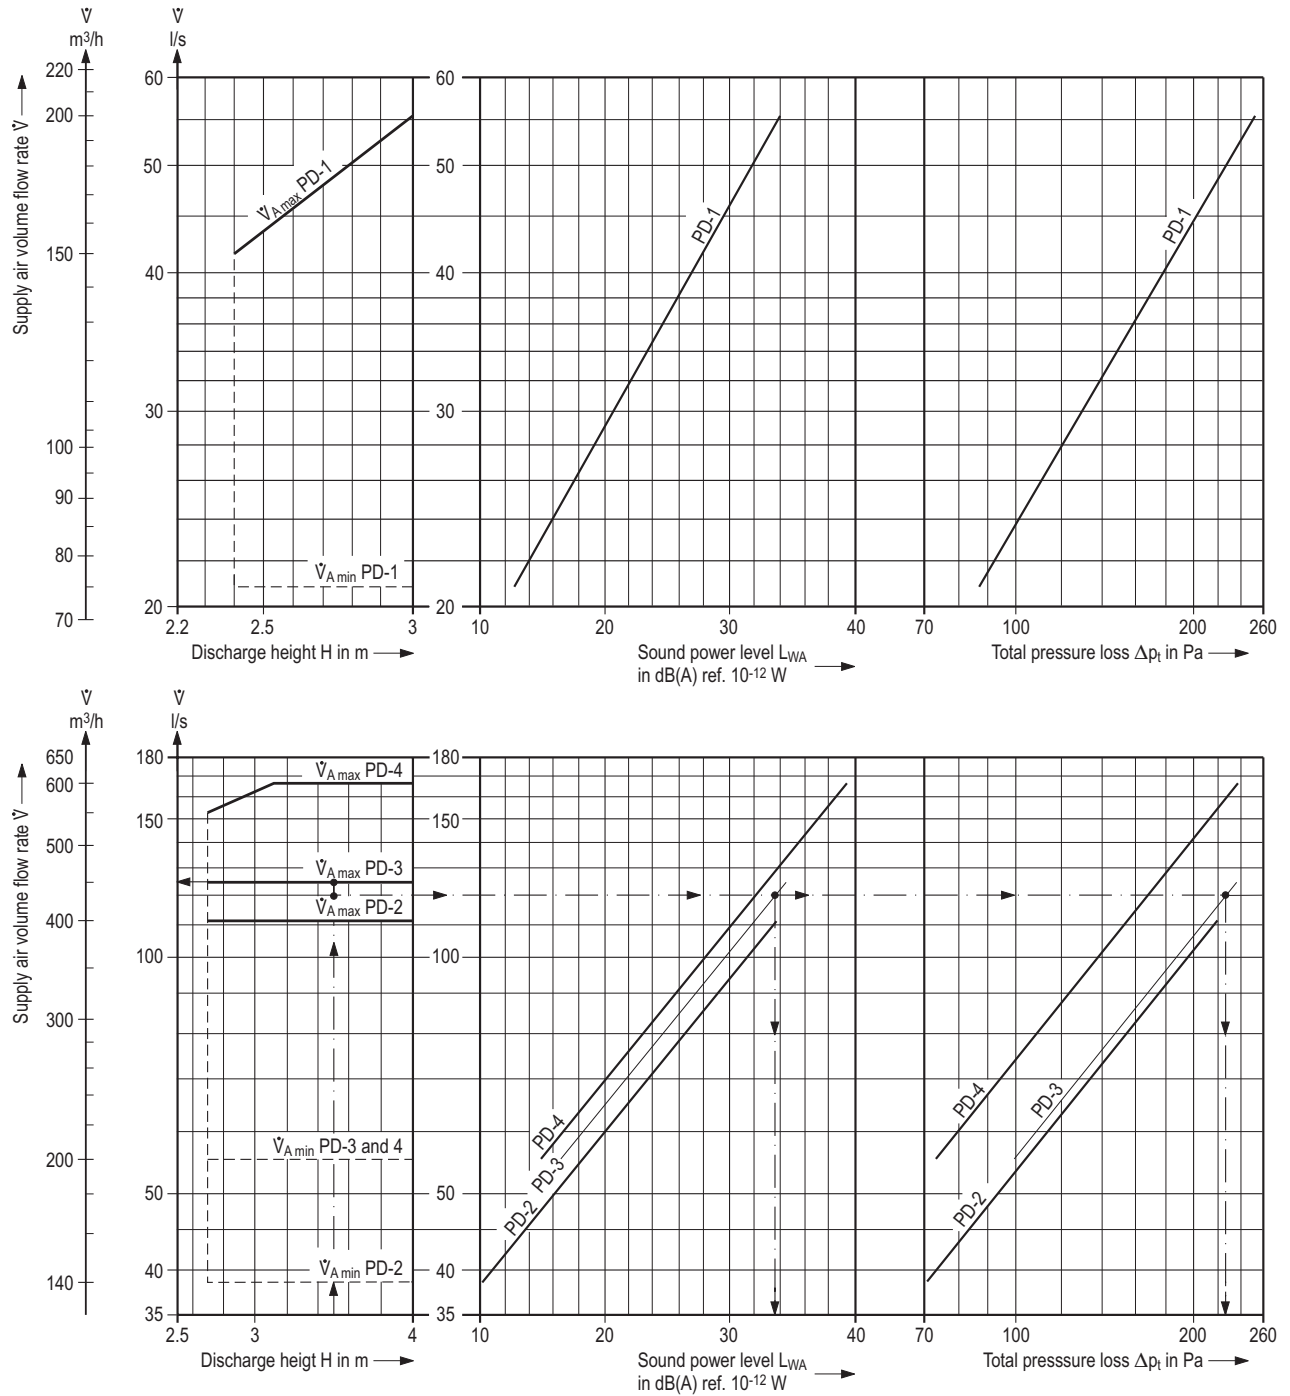 V̇
m³/h
V̇
l/s
Supply air volume flow rate V̇
220
200
150
100
90
80
70
60
50
40
30
20
60
50
40
30
20
V̇A max PD-1
V̇A min PD-1
PD-1
PD-1
2.2
2.5
3
10
20
30
40
70
100
200
260
Discharge height H in m
Sound power level LWA
in dB(A) ref. 10-12 W
Total pressure loss Δpt in Pa
V̇
m³/h
V̇
l/s
Supply air volume flow rate V̇
650
600
500
400
300
200
140
180
150
100
50
40
35
180
150
100
50
40
35
V̇A max PD-4
V̇A max PD-3
V̇A max PD-2
V̇A min PD-3 and 4
V̇A min PD-2
PD-4
PD-3
PD-2
PD-4
PD-3
PD-2
2.5
3
4
10
20
30
40
70
100
200
260
Discharge heigt H in m
Sound power level LWA
in dB(A) ref. 10-12 W
Total presssure loss Δpt in Pa